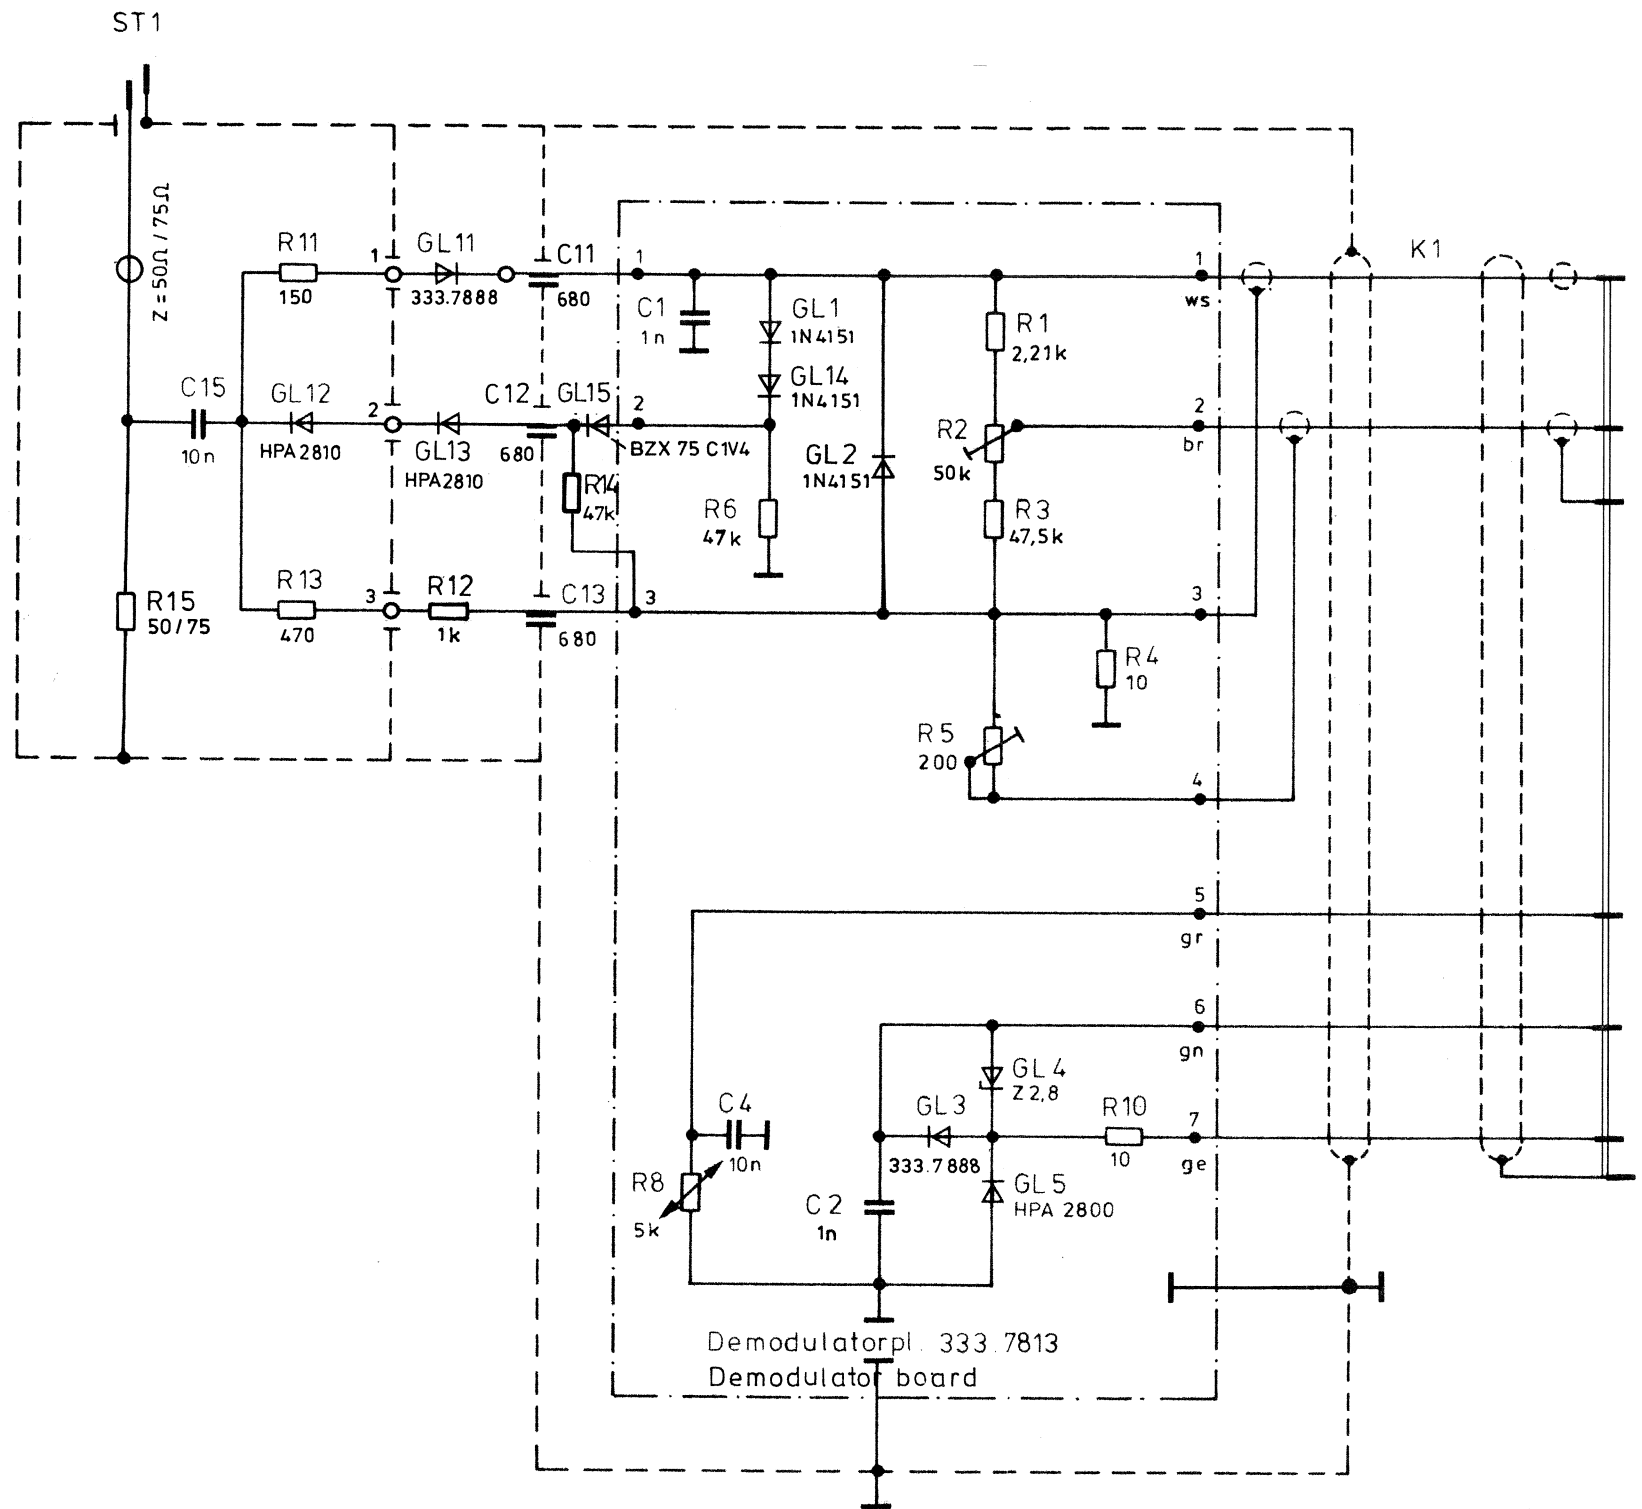 ST1
Z = 50Ω / 75Ω
R11
150
1
GL11
333.7888
C11
680
1
C1
1n
GL1
1N4151
GL14
1N4151
R1
2,21k
1
ws
K1
C15
10n
GL12
HPA 2810
2
GL13
HPA 2810
C12
680
GL15
BZX 75 C1V4
2
R14
47k
R6
47k
GL2
1N4151
R2
50k
R3
47,5k
2
br
R15
50/75
R13
470
3
R12
1k
C13
680
3
3
R4
10
R5
200
4
5
gr
6
gn
GL4
Z 2,8
C4
10n
GL3
333.7888
R10
10
7
ge
R8
5k
C2
1n
GL5
HPA 2800
Demodulatorpl. 333.7813
Demodulator board